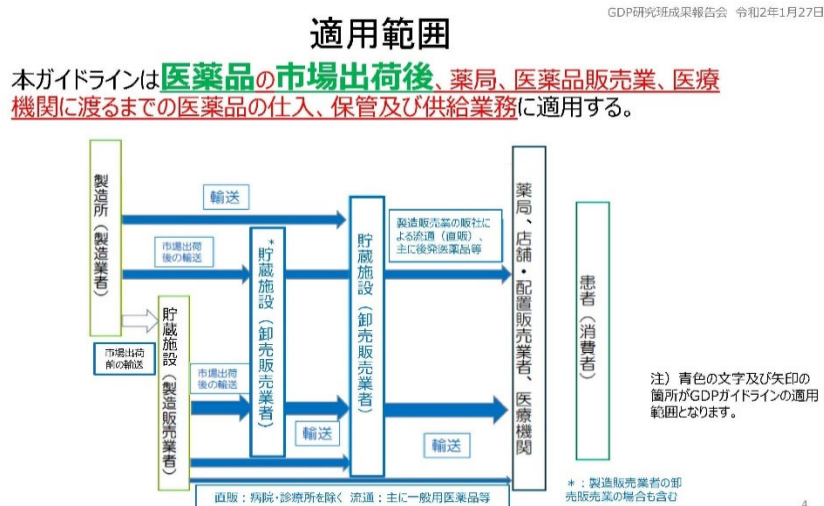 GDP研究班成果報告会 令和2年1月27日
適用範囲
本ガイドラインは医薬品の市場出荷後、薬局、医薬品販売業、医療
機関に渡るまでの医薬品の仕入、保管及び供給業務に適用する。
製造所（製造業者）
輸送
市場出荷
後の輸送
市場出荷
前の輸送
貯蔵施設（製造販売業者）
市場出荷
後の輸送
*貯蔵施設（卸売販売業者）
輸送
貯蔵施設（卸売販売業者）
製造販売業の販社に
よる流通（直販）、
主に後発医薬品等
輸送
薬局、店舗・配置販売業者、医療機関
患者（消費者）
注）青色の文字及び矢印の
箇所がGDPガイドラインの適用
範囲となります。
直販：病院・診療所を除く 流通：主に一般用医薬品等
*：製造販売業者の卸
売販売業の場合も含む
4